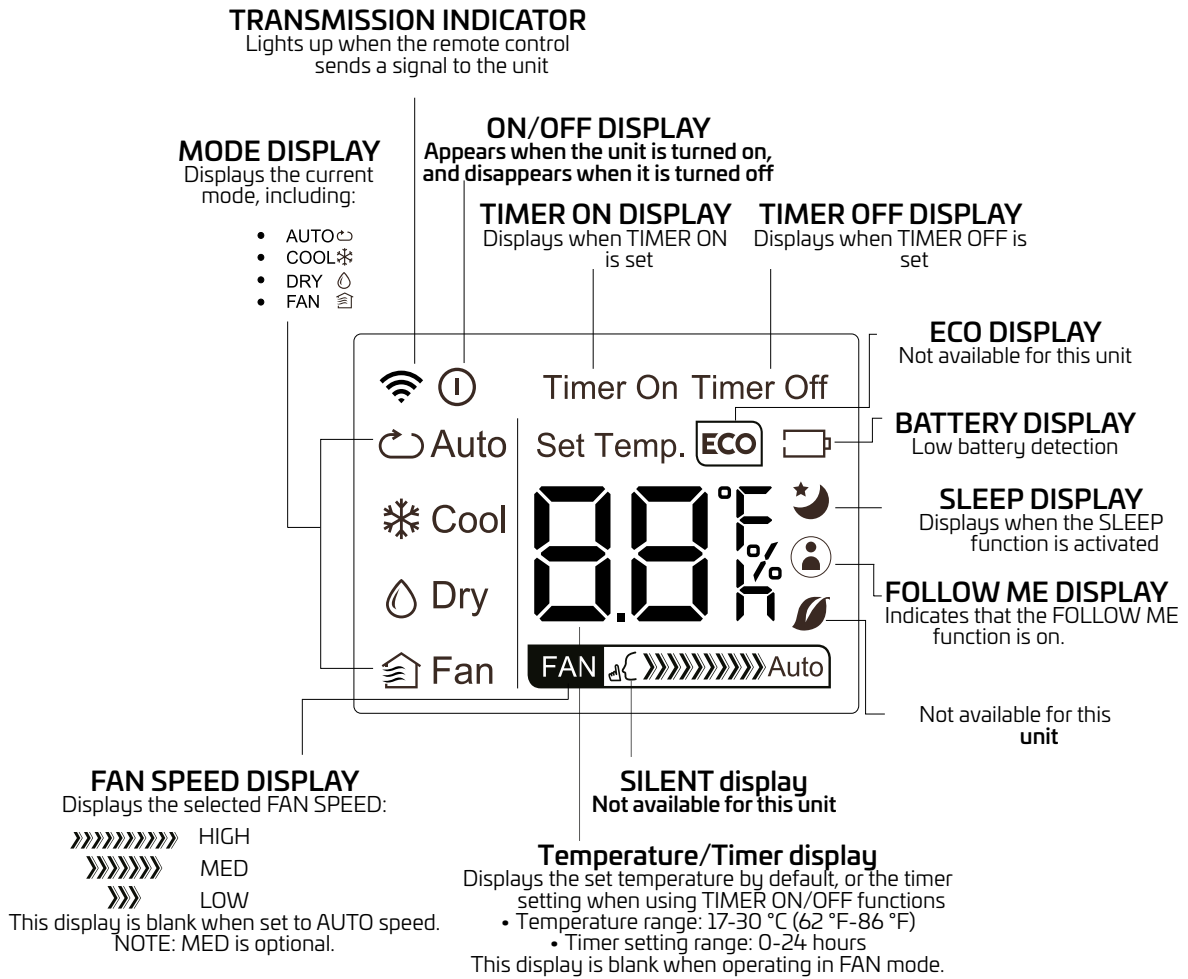 TRANSMISSION INDICATOR
Lights up when the remote control
sends a signal to the unit
ON/OFF DISPLAY
Appears when the unit is turned on,
and disappears when it is turned off
MODE DISPLAY
Displays the current
mode, including:
• AUTO
• COOL
• DRY
• FAN
TIMER ON DISPLAY
Displays when TIMER ON
is set
TIMER OFF DISPLAY
Displays when TIMER OFF is
set
ECO DISPLAY
Not available for this unit
BATTERY DISPLAY
Low battery detection
SLEEP DISPLAY
Displays when the SLEEP
function is activated
FOLLOW ME DISPLAY
Indicates that the FOLLOW ME
function is on.
Not available for this
unit
Timer On Timer Off
Auto
Set Temp. ECO
Cool
8.8 °F
%
h
Dry
Fan
FAN Auto
FAN SPEED DISPLAY
Displays the selected FAN SPEED:
HIGH
MED
LOW
This display is blank when set to AUTO speed.
NOTE: MED is optional.
SILENT display
Not available for this unit
Temperature/Timer display
Displays the set temperature by default, or the timer
setting when using TIMER ON/OFF functions
• Temperature range: 17-30 °C (62 °F-86 °F)
• Timer setting range: 0-24 hours
This display is blank when operating in FAN mode.